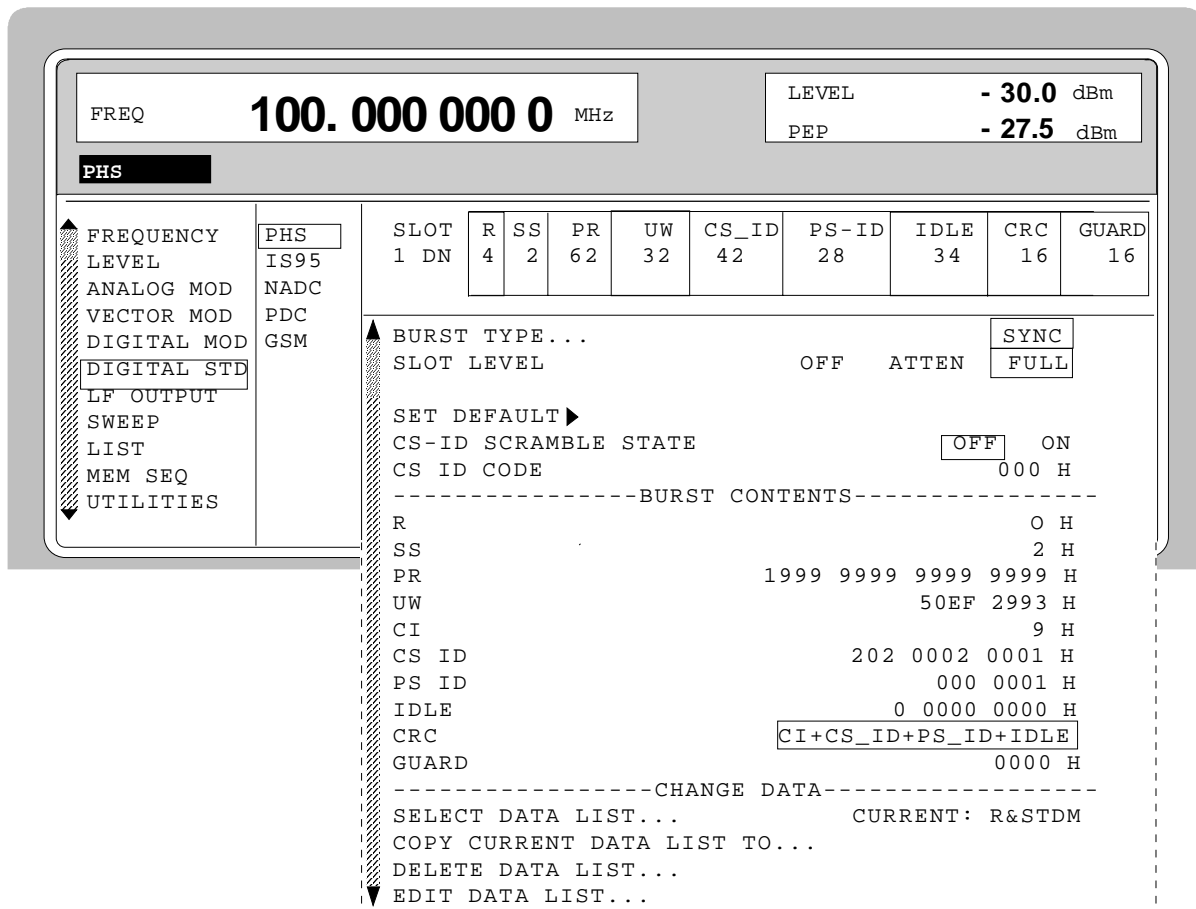 FREQ 100. 000 000 0 MHz
LEVEL - 30.0 dBm
PEP - 27.5 dBm
PHS
FREQUENCY
LEVEL
ANALOG MOD
VECTOR MOD
DIGITAL MOD
DIGITAL STD
LF OUTPUT
SWEEP
LIST
MEM SEQ
UTILITIES
PHS
IS95
NADC
PDC
GSM
SLOT R SS PR UW CS_ID PS-ID IDLE CRC GUARD
1 DN 4 2 62 32 42 28 34 16 16
BURST TYPE... SYNC
SLOT LEVEL OFF ATTEN FULL
SET DEFAULT
CS-ID SCRAMBLE STATE OFF ON
CS ID CODE 000 H
-----------------BURST CONTENTS-----------------
R O H
SS 2 H
PR 1999 9999 9999 9999 H
UW 50EF 2993 H
CI 9 H
CS ID 202 0002 0001 H
PS ID 000 0001 H
IDLE 0 0000 0000 H
CRC CI+CS_ID+PS_ID+IDLE
GUARD 0000 H
------------------CHANGE DATA-------------------
SELECT DATA LIST... CURRENT: R&STDM
COPY CURRENT DATA LIST TO...
DELETE DATA LIST...
EDIT DATA LIST...